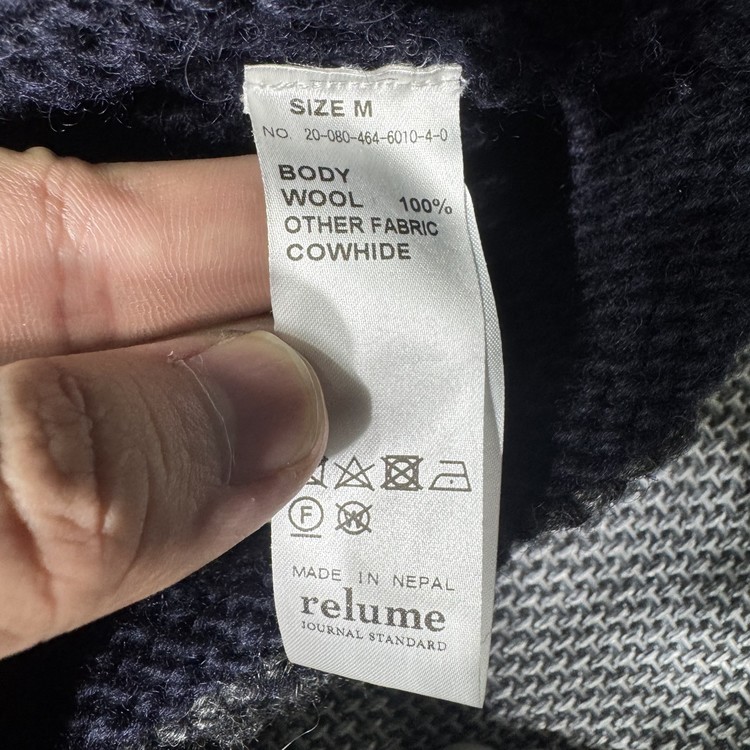 SIZE M
NO. 20-080-464-6010-4-0
BODY
WOOL 100%
OTHER FABRIC
COWHIDE
F
W
MADE IN NEPAL
relume
JOURNAL STANDARD